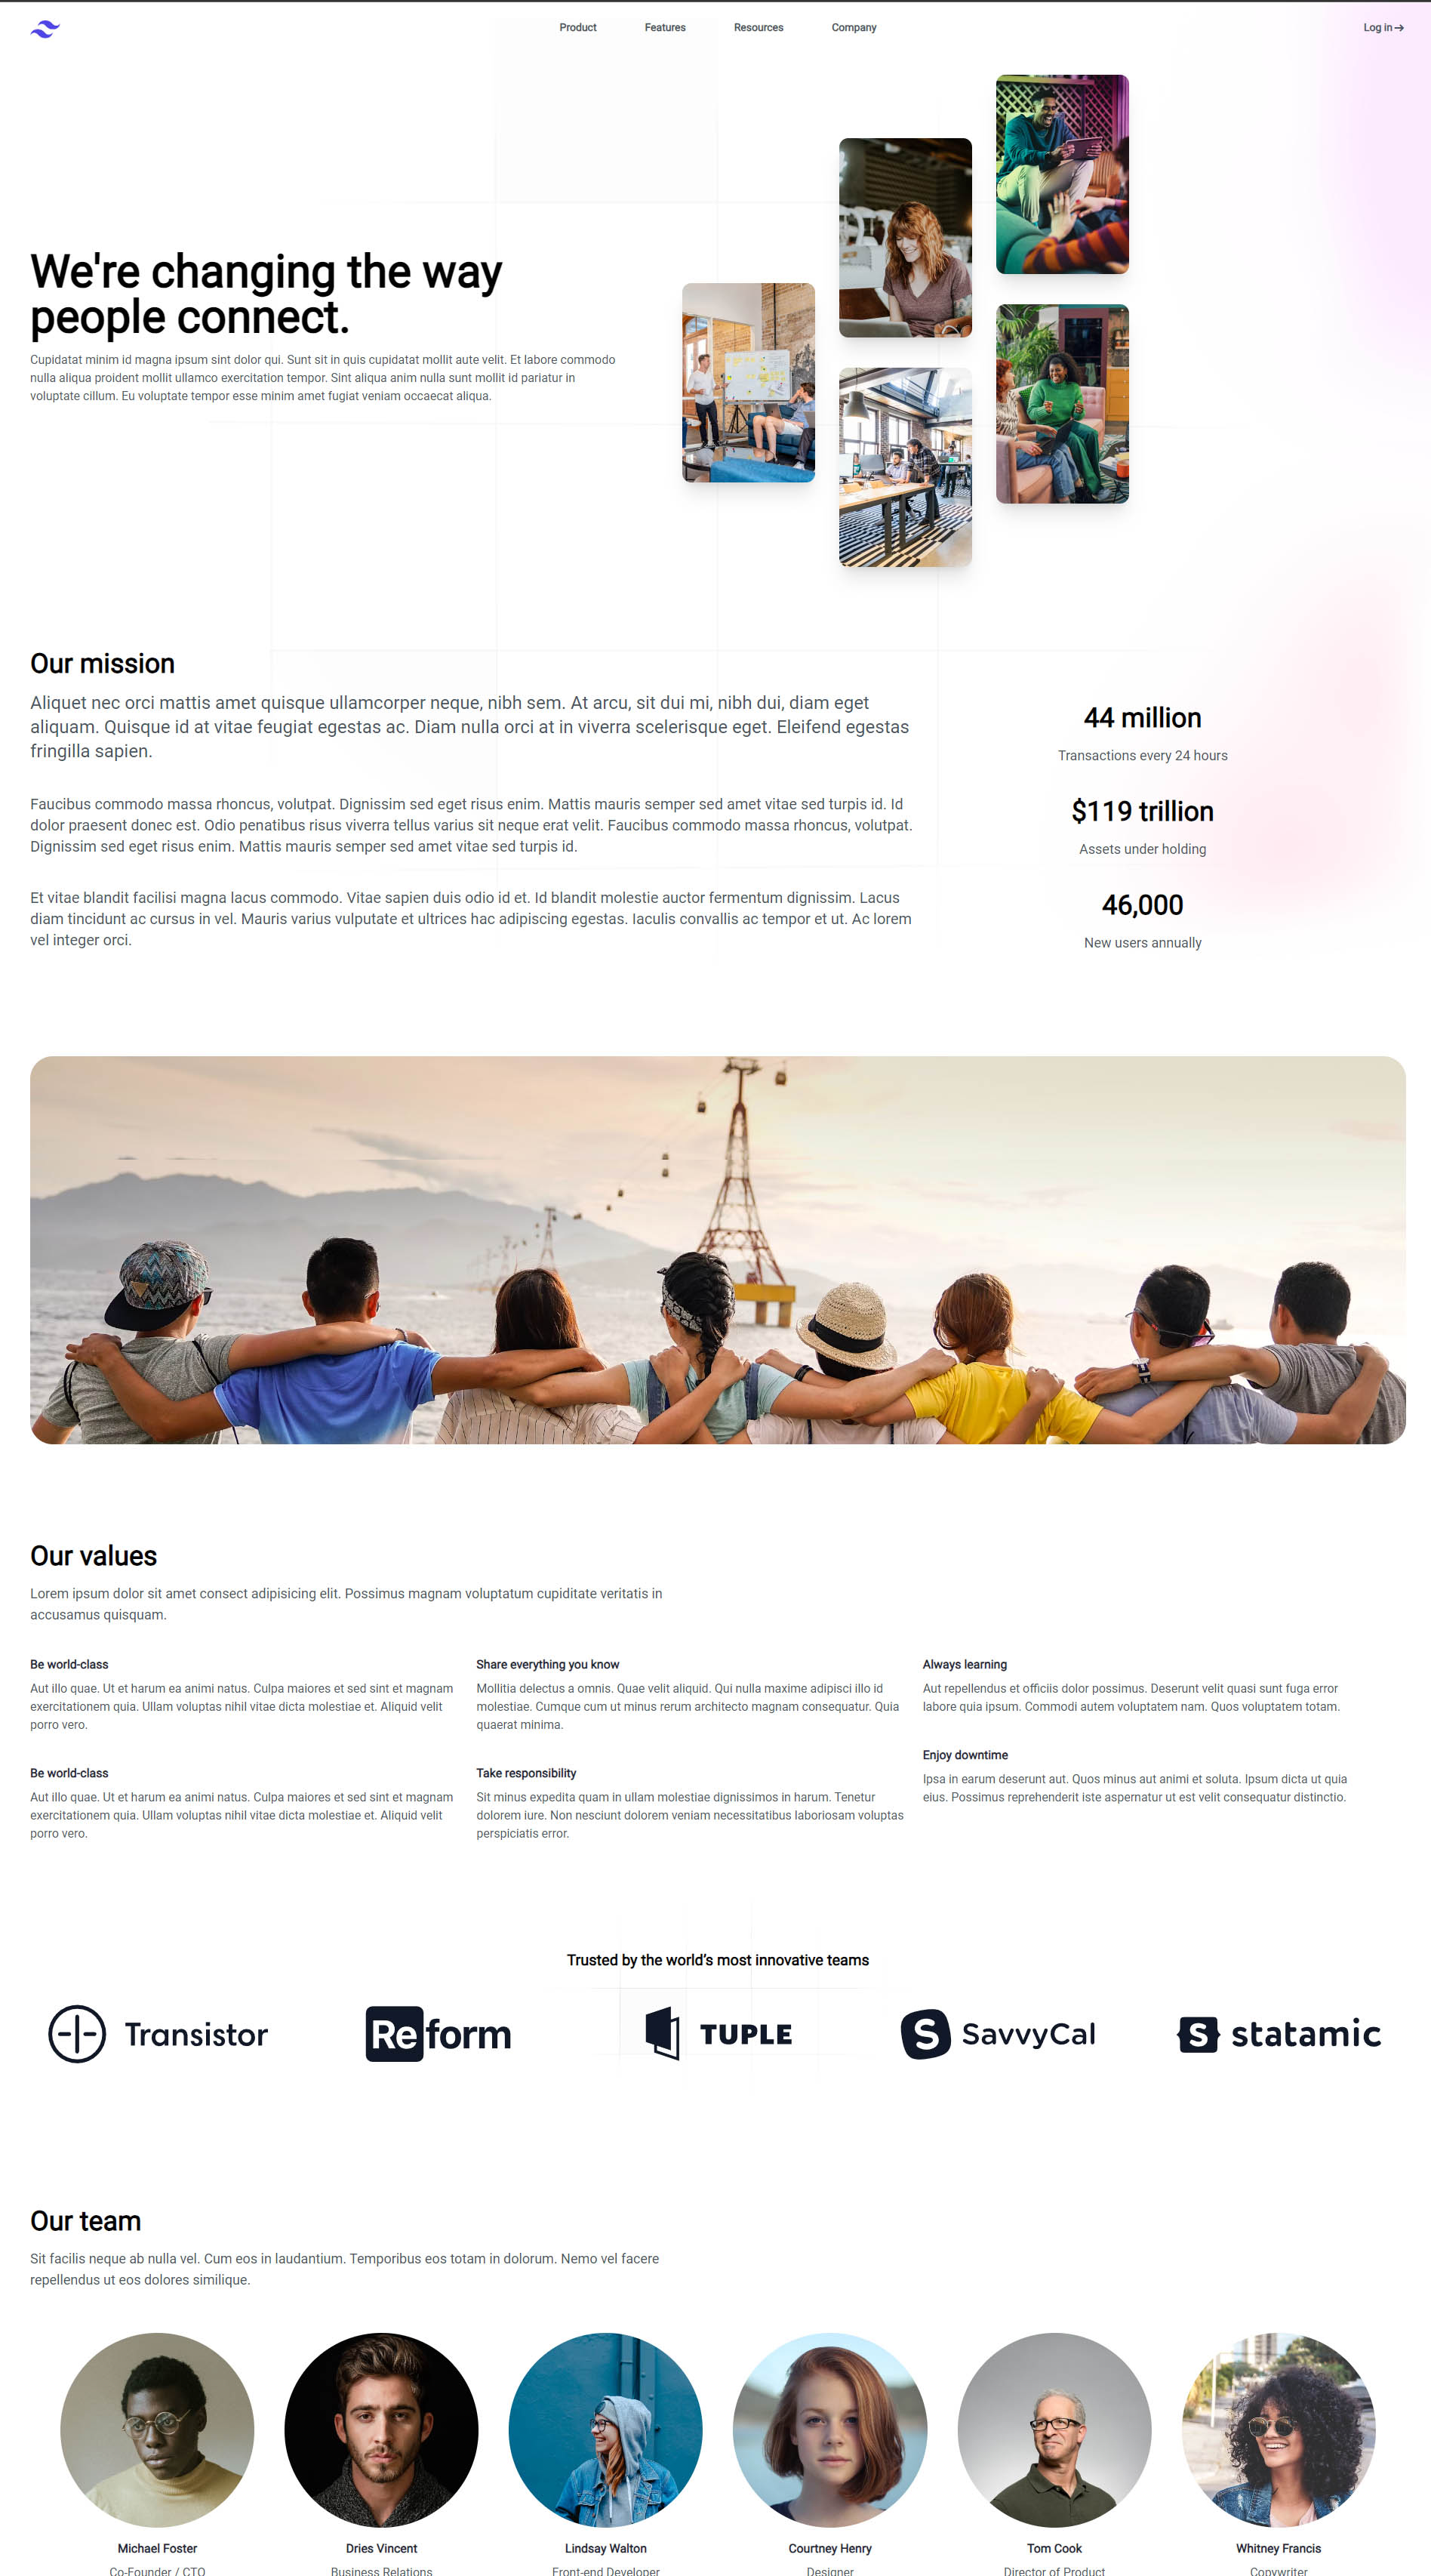 Product
Features
Resources
Company
Log in
We're changing the way
people connect.
Cupidatat minim id magna ipsum sint dolor qui. Sunt sit in quis cupidatat mollit aute velit. Et labore commodo
nulla aliqua proident mollit ullamco exercitation tempor. Sint aliqua anim nulla sunt mollit id pariatur in
voluptate cillum. Eu voluptate tempor esse minim amet fugiat veniam occaecat aliqua.
Our mission
Aliquet nec orci mattis amet quisque ullamcorper neque, nibh sem. At arcu, sit dui mi, nibh dui, diam eget
aliquam. Quisque id at vitae feugiat egestas ac. Diam nulla orci at in viverra scelerisque eget. Eleifend egestas
fringilla sapien.
Faucibus commodo massa rhoncus, volutpat. Dignissim sed eget risus enim. Mattis mauris semper sed amet vitae sed turpis id. Id
dolor praesent donec est. Odio penatibus risus viverra tellus varius sit neque erat velit. Faucibus commodo massa rhoncus, volutpat.
Dignissim sed eget risus enim. Mattis mauris semper sed amet vitae sed turpis id.
Et vitae blandit facilisi magna lacus commodo. Vitae sapien duis odio id et. Id blandit molestie auctor fermentum dignissim. Lacus
diam tincidunt ac cursus in vel. Mauris varius vulputate et ultrices hac adipiscing egestas. Iaculis convallis ac tempor et ut. Ac lorem
vel integer orci.
44 million
Transactions every 24 hours
$119 trillion
Assets under holding
46,000
New users annually
Our values
Lorem ipsum dolor sit amet consect adipisicing elit. Possimus magnam voluptatum cupiditate veritatis in
accusamus quisquam.
Be world-class
Aut illo quae. Ut et harum ea animi natus. Culpa maiores et sed sint et magnam
exercitationem quia. Ullam voluptas nihil vitae dicta molestiae et. Aliquid velit
porro vero.
Share everything you know
Mollitia delectus a omnis. Quae velit aliquid. Qui nulla maxime adipisci illo id
molestiae. Cumque cum ut minus rerum architecto magnam consequatur. Quia
quaerat minima.
Always learning
Aut repellendus et officiis dolor possimus. Deserunt velit quasi sunt fuga error
labore quia ipsum. Commodi autem voluptatem nam. Quos voluptatem totam.
Be world-class
Aut illo quae. Ut et harum ea animi natus. Culpa maiores et sed sint et magnam
exercitationem quia. Ullam voluptas nihil vitae dicta molestiae et. Aliquid velit
porro vero.
Take responsibility
Sit minus expedita quam in ullam molestiae dignissimos in harum. Tenetur
dolorem iure. Non nesciunt dolorem veniam necessitatibus laboriosam voluptas
perspiciatis error.
Enjoy downtime
Ipsa in earum deserunt aut. Quos minus aut animi et soluta. Ipsum dicta ut quia
eius. Possimus reprehenderit iste aspernatur ut est velit consequatur distinctio.
Trusted by the world’s most innovative teams
Transistor
Reform
TUPLE
S SavvyCal
S statamic
Our team
Sit facilis neque ab nulla vel. Cum eos in laudantium. Temporibus eos totam in dolorum. Nemo vel facere
repellendus ut eos dolores similique.
Michael Foster
Co-Founder / CTO
Dries Vincent
Business Relations
Lindsay Walton
Front-end Developer
Courtney Henry
Designer
Tom Cook
Director of Product
Whitney Francis
Copywriter